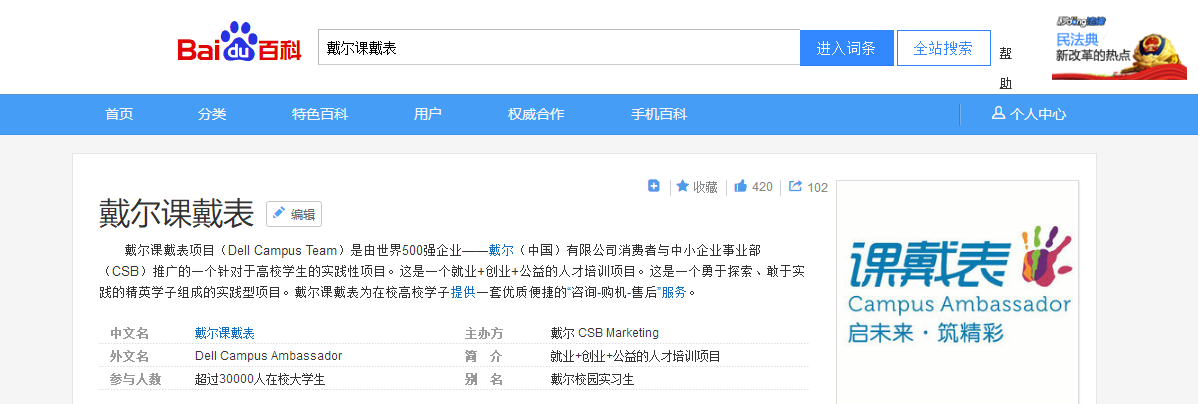 Bai du 百科
戴尔课戴表
进入词条
全站搜索
帮助
民法典
新改革的热点
首页 分类 特色百科 用户 权威合作 手机百科 个人中心
收藏 420 102
戴尔课戴表 编辑
戴尔课戴表项目（Dell Campus Team）是由世界500强企业——戴尔（中国）有限公司消费者与中小企业事业部
（CSB）推广的一个针对于高校学生的实践性项目。这是一个就业+创业+公益的人才培训项目。这是一个勇于探索、敢于实
践的精英学子组成的实践型项目。戴尔课戴表为在校高校学子提供一套优质便捷的“咨询-购机-售后”服务。
中文名 戴尔课戴表 主办方 戴尔 CSB Marketing
外文名 Dell Campus Ambassador 简 介 就业+创业+公益的人才培训项目
参与人数 超过30000人在校大学生 别 名 戴尔校园实习生
课戴表
Campus Ambassador
启未来·筑精彩